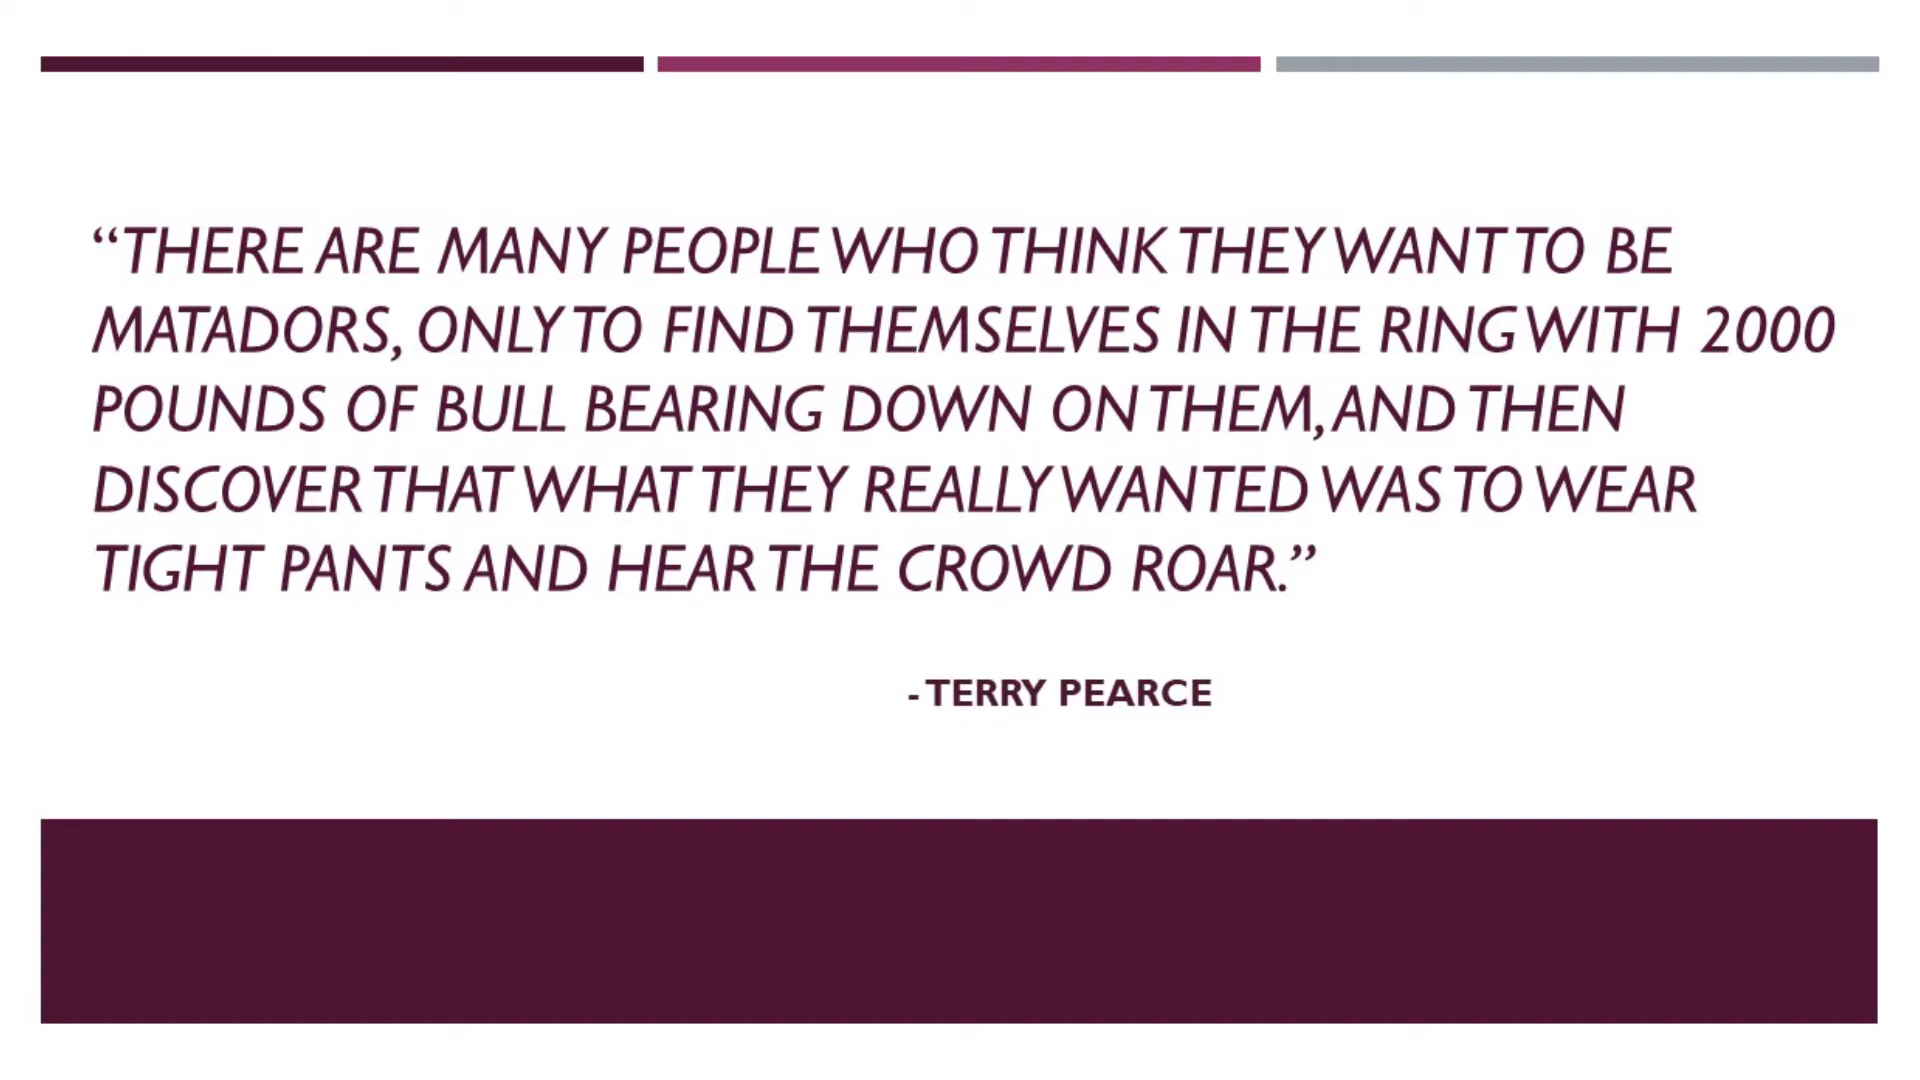 “THERE ARE MANY PEOPLE WHO THINK THEY WANT TO BE
MATADORS, ONLY TO FIND THEMSELVES IN THE RING WITH 2000
POUNDS OF BULL BEARING DOWN ON THEM, AND THEN
DISCOVER THAT WHAT THEY REALLY WANTED WAS TO WEAR
TIGHT PANTS AND HEAR THE CROWD ROAR.”
- TERRY PEARCE